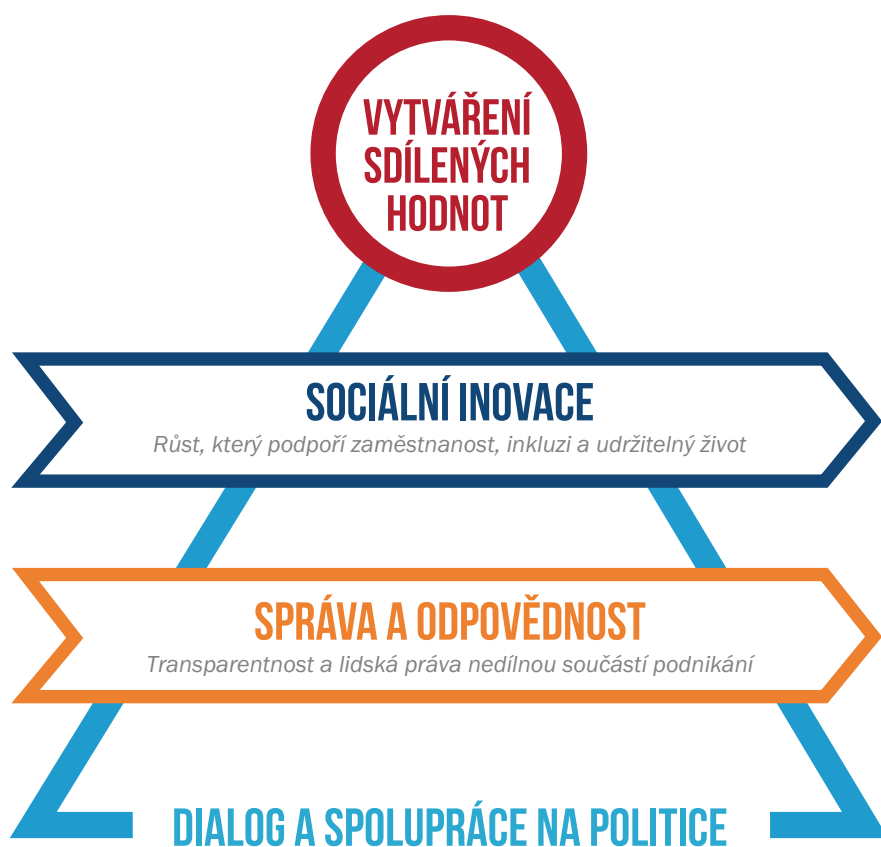 VYTVÁŘENÍ
SDÍLENÝCH
HODNOT
SOCIÁLNÍ INOVACE
Růst, který podpoří zaměstnanost, inkluzi a udržitelný život
SPRÁVA A ODPOVĚDNOST
Transparentnost a lidská práva nedílnou součástí podnikání
DIALOG A SPOLUPRÁCE NA POLITICE